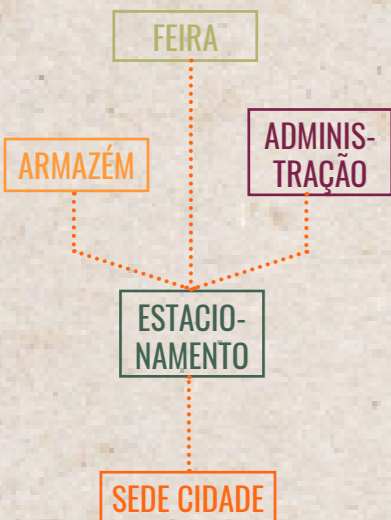 FEIRA
ARMAZÉM
ADMINIS-
TRAÇÃO
ESTACIO-
NAMENTO
SEDE CIDADE